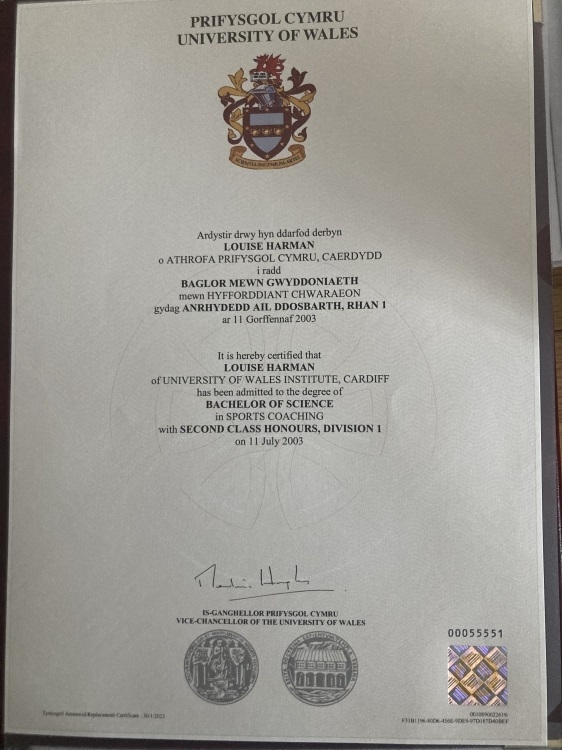 PRIFYSGOL CYMRU
UNIVERSITY OF WALES
Ardystir drwy hyn ddarfod derbyn
LOUISE HARMAN
o ATHROFA PRIFYSGOL CYMRU, CAERDYDD
i radd
BAGLOR MEWN GWYDDONIAETH
mewn HYFFORDDIANT CHWARAEON
gydag ANRHYDEDD AIL DDOSBARTH, RHAN 1
ar 11 Gorffennaf 2003
It is hereby certified that
LOUISE HARMAN
of UNIVERSITY OF WALES INSTITUTE, CARDIFF
has been admitted to the degree of
BACHELOR OF SCIENCE
in SPORTS COACHING
with SECOND CLASS HONOURS, DIVISION 1
on 11 July 2003
IS-GANGHELLOR PRIFYSGOL CYMRU
VICE-CHANCELLOR OF THE UNIVERSITY OF WALES
00055551
Replacement Certificate